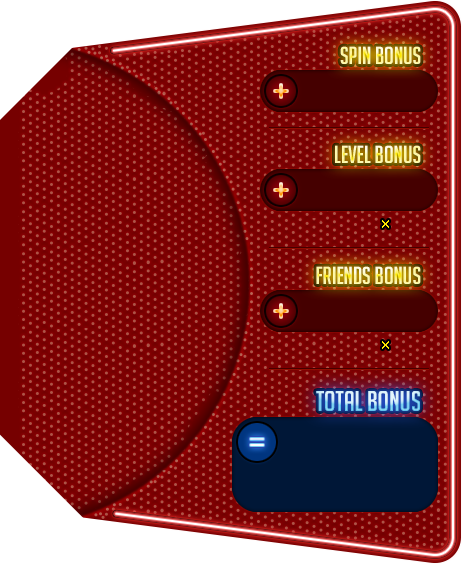 SPIN BONUS
+
LEVEL BONUS
+
x
FRIENDS BONUS
+
x
TOTAL BONUS
=